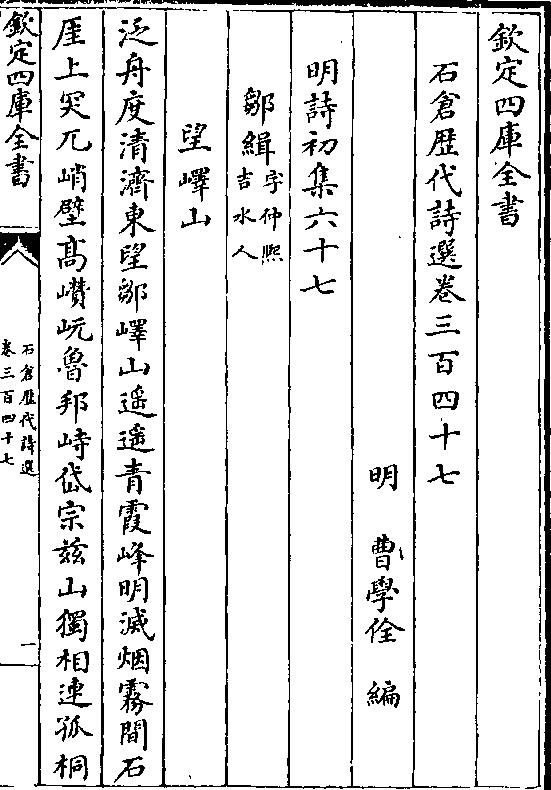 欽定四庫全書
石倉歴代詩選卷三百四十七
明 曹學佺 編
明詩初集六十七
鄒緝字仲熈吉水人
望嶧山
泛舟度清濟東望鄒嶧山遥遥青霞峰明滅烟霧間石
厓上突兀峭壁髙巑岏魯邦峙岱宗兹山獨相連孤桐
欽定四庫全書
石倉歴代詩選
卷三百四十七
一